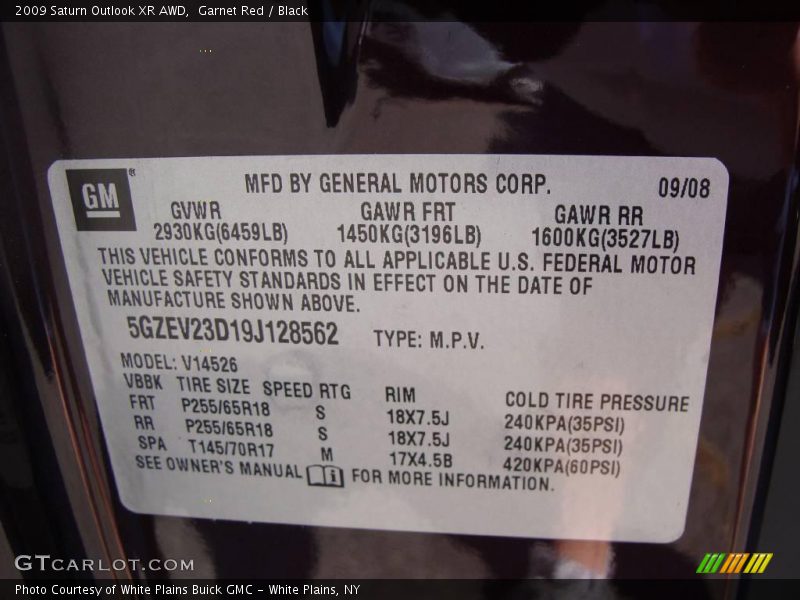 2009 Saturn Outlook XR AWD,  Garnet Red / Black
GM®
MFD BY GENERAL MOTORS CORP.
09/08
GVWR GAWR FRT GAWR RR
2930KG(6459LB) 1450KG(3196LB) 1600KG(3527LB)
THIS VEHICLE CONFORMS TO ALL APPLICABLE U.S. FEDERAL MOTOR
VEHICLE SAFETY STANDARDS IN EFFECT ON THE DATE OF
MANUFACTURE SHOWN ABOVE.
5GZEV23D19J128562 TYPE: M.P.V.
MODEL: V14526
VBBK TIRE SIZE SPEED RTG RIM COLD TIRE PRESSURE
FRT P255/65R18 S 18X7.5J 240KPA(35PSI)
RR P255/65R18 S 18X7.5J 240KPA(35PSI)
SPA T145/70R17 M 17X4.5B 420KPA(60PSI)
SEE OWNER'S MANUAL i FOR MORE INFORMATION.
GTCARLOT.COM
Photo Courtesy of White Plains Buick GMC - White Plains, NY